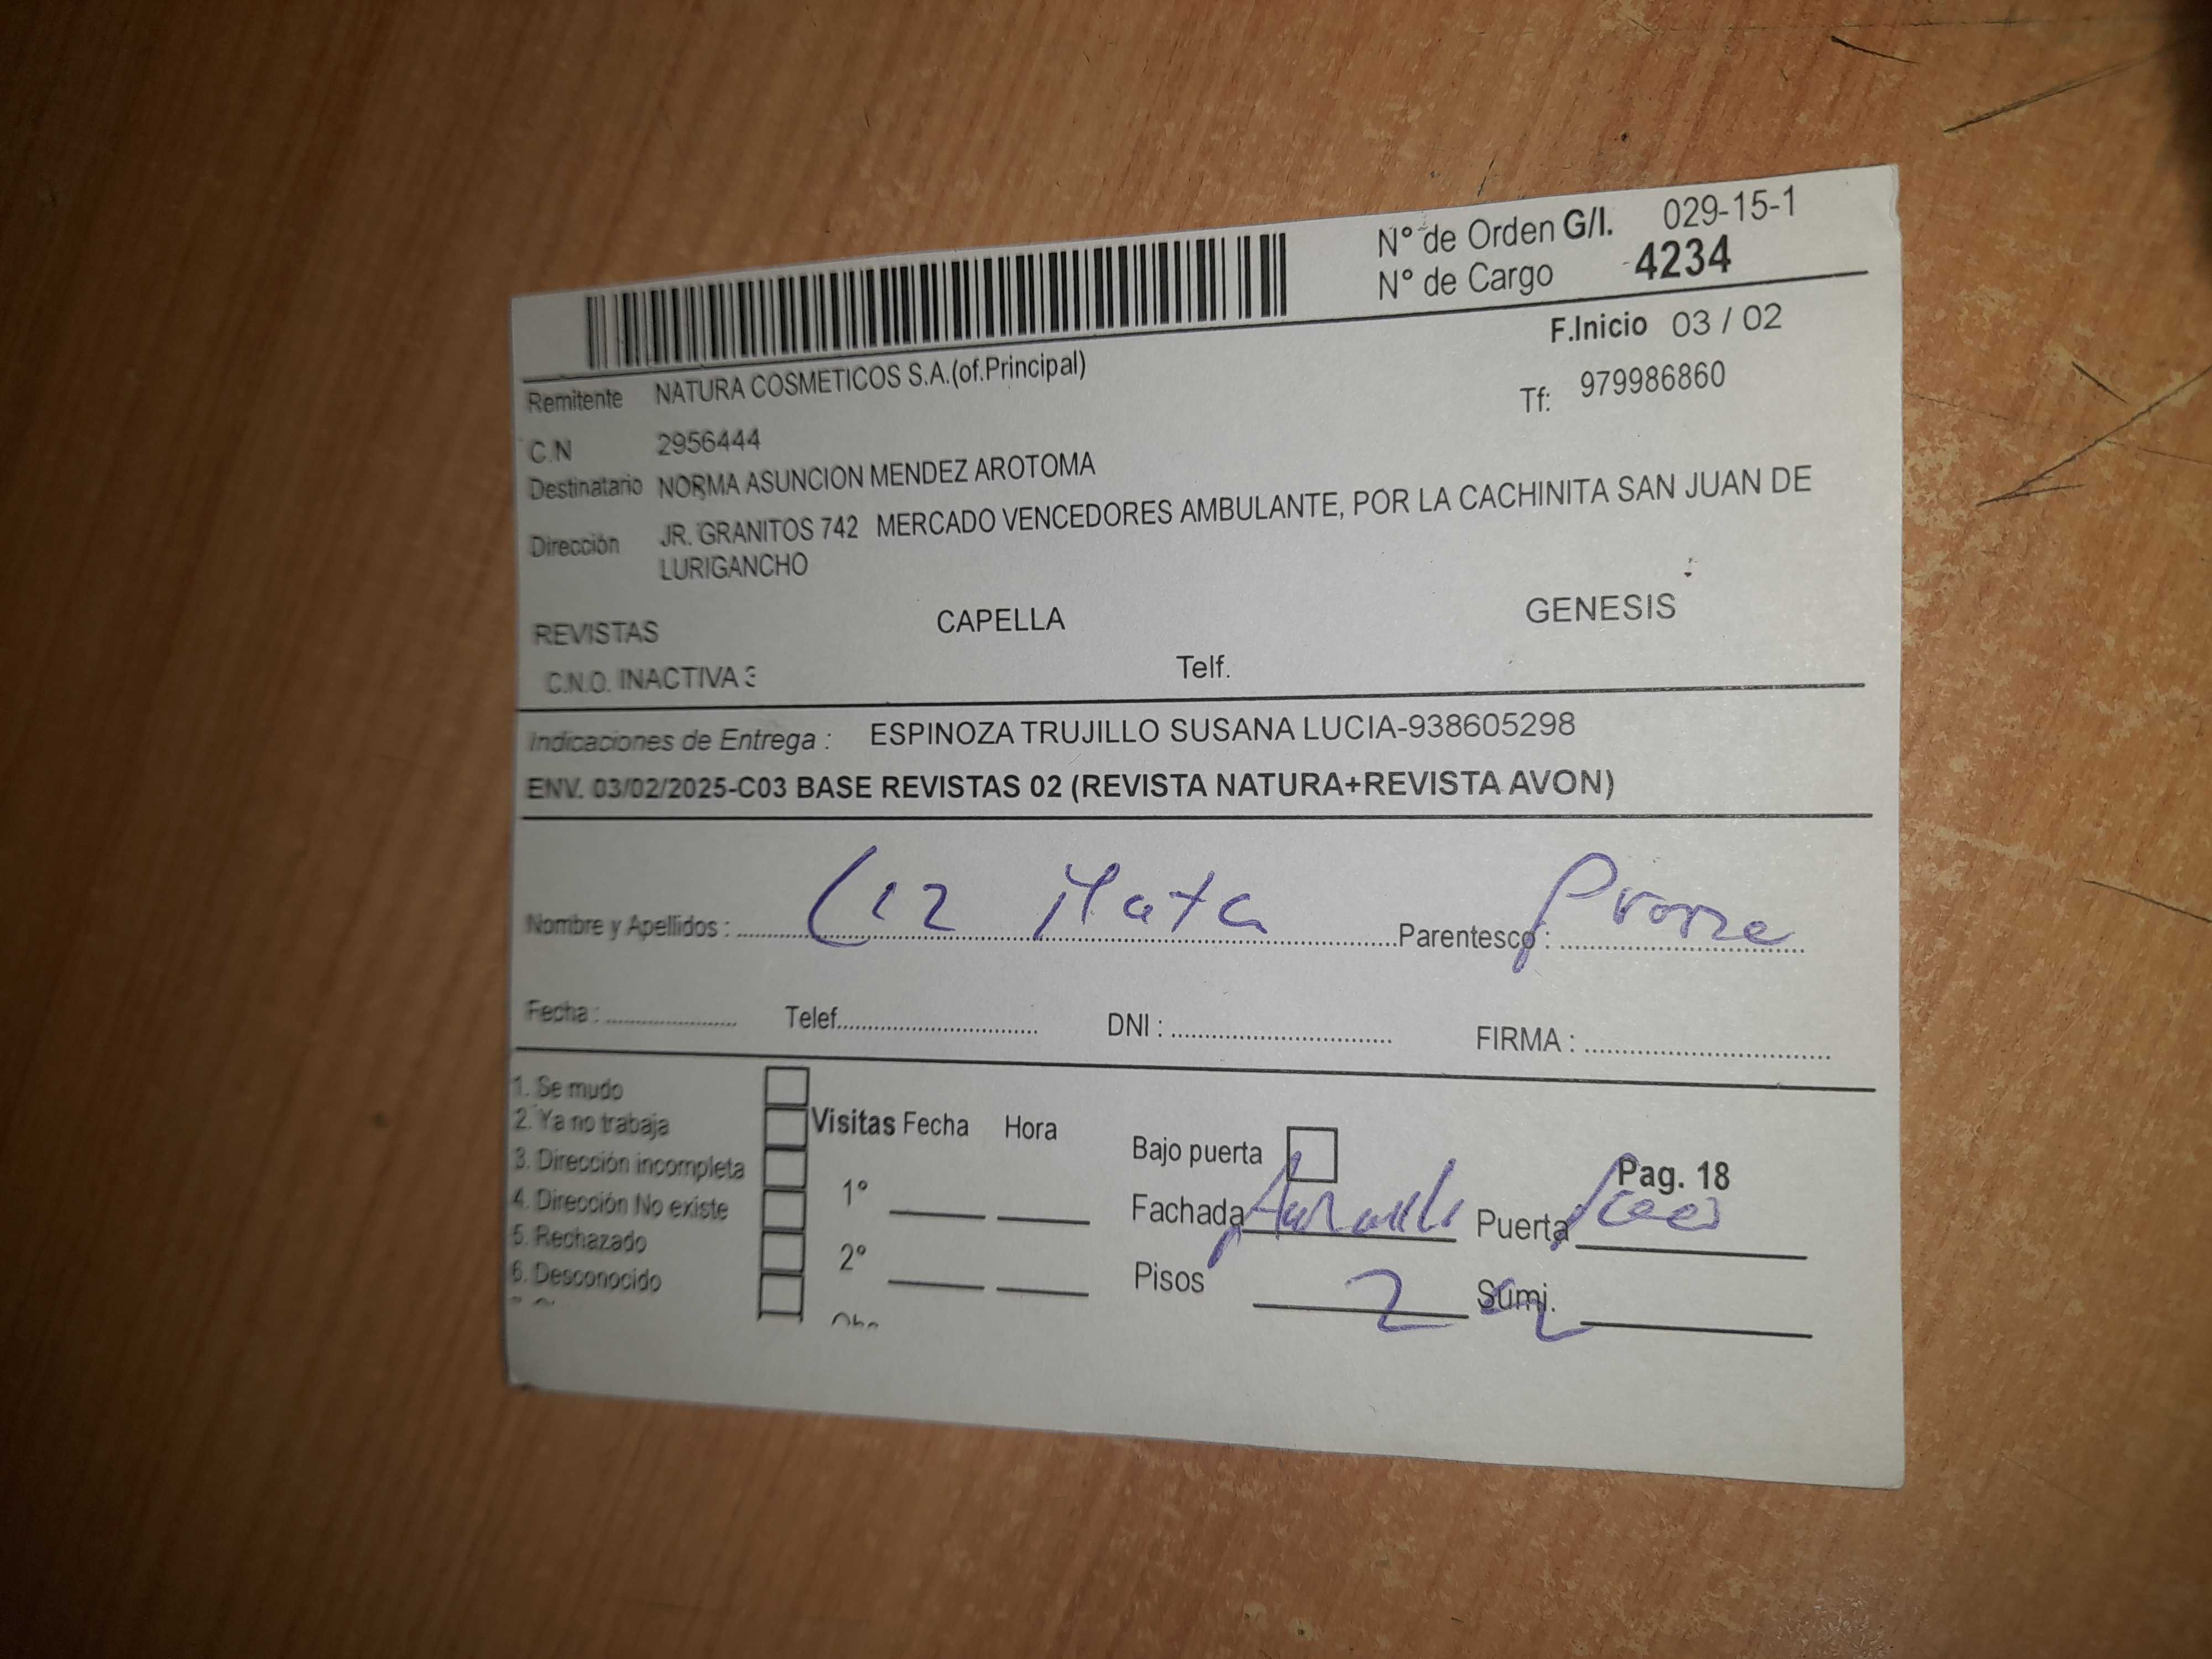 N° de Orden G/I. 029-15-1
N° de Cargo 4234
F.Inicio 03 / 02
Remitente NATURA COSMETICOS S.A.(of.Principal)
Tf: 979986860
C.N 2956444
Destinatario NORMA ASUNCION MENDEZ AROTOMA
Dirección JR. GRANITOS 742 MERCADO VENCEDORES AMBULANTE, POR LA CACHINITA SAN JUAN DE
LURIGANCHO
REVISTAS CAPELLA GENESIS
C.N.O. INACTIVA 3 Telf.
Indicaciones de Entrega : ESPINOZA TRUJILLO SUSANA LUCIA-938605298
ENV. 03/02/2025-C03 BASE REVISTAS 02 (REVISTA NATURA+REVISTA AVON)
Nombre y Apellidos : Mata Parentesco :
Fecha : Telef. DNI : FIRMA :
1. Se mudo
2. Ya no trabaja
3. Dirección incompleta
4. Dirección No existe
5. Rechazado
6. Desconocido
Visitas Fecha Hora
1°
2°
Bajo puerta
Pag. 18
Fachada Puerta
Pisos 2 Sumi.